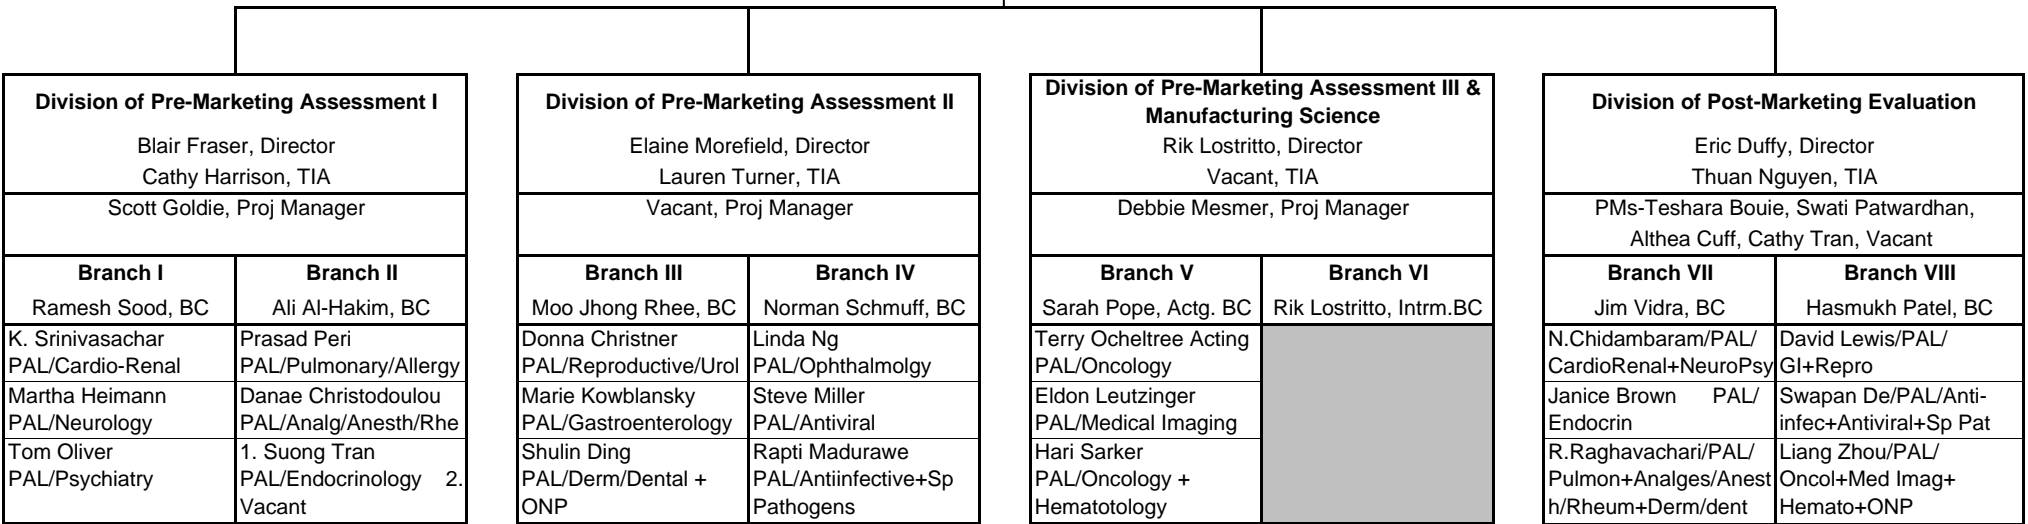 Division of Pre-Marketing Assessment I
Blair Fraser, Director
Cathy Harrison, TIA
Scott Goldie, Proj Manager
Branch I
Ramesh Sood, BC
K. Srinivasachar
PAL/Cardio-Renal
Martha Heimann
PAL/Neurology
Tom Oliver
PAL/Psychiatry
Branch II
Ali Al-Hakim, BC
Prasad Peri
PAL/Pulmonary/Allergy
Danae Christodoulou
PAL/Analg/Anesth/Rhe
1. Suong Tran
PAL/Endocrinology 2.
Vacant
Division of Pre-Marketing Assessment II
Elaine Morefield, Director
Lauren Turner, TIA
Vacant, Proj Manager
Branch III
Moo Jhong Rhee, BC
Donna Christner
PAL/Reproductive/Urol
Marie Kowblansky
PAL/Gastroenterology
Shulin Ding
PAL/Derm/Dental +
ONP
Branch IV
Norman Schmuff, BC
Linda Ng
PAL/Ophthalmolgy
Steve Miller
PAL/Antiviral
Rapti Madurawe
PAL/Antiinfective+Sp
Pathogens
Division of Pre-Marketing Assessment III &
Manufacturing Science
Rik Lostritto, Director
Vacant, TIA
Debbie Mesmer, Proj Manager
Branch V
Sarah Pope, Actg. BC
Terry Ocheltree Acting
PAL/Oncology
Eldon Leutzinger
PAL/Medical Imaging
Hari Sarker
PAL/Oncology +
Hematotology
Branch VI
Rik Lostritto, Intrm.BC
Division of Post-Marketing Evaluation
Eric Duffy, Director
Thuan Nguyen, TIA
PMs-Teshara Bouie, Swati Patwardhan,
Althea Cuff, Cathy Tran, Vacant
Branch VII
Jim Vidra, BC
N.Chidambaram/PAL/
CardioRenal+NeuroPsy
Janice Brown PAL/
Endocrin
R.Raghavachari/PAL/
Pulmon+Analges/Anest
h/Rheum+Derm/dent
Branch VIII
Hasmukh Patel, BC
David Lewis/PAL/
GI+Repro
Swapan De/PAL/Anti-
infec+Antiviral+Sp Pat
Liang Zhou/PAL/
Oncol+Med Imag+
Hemato+ONP